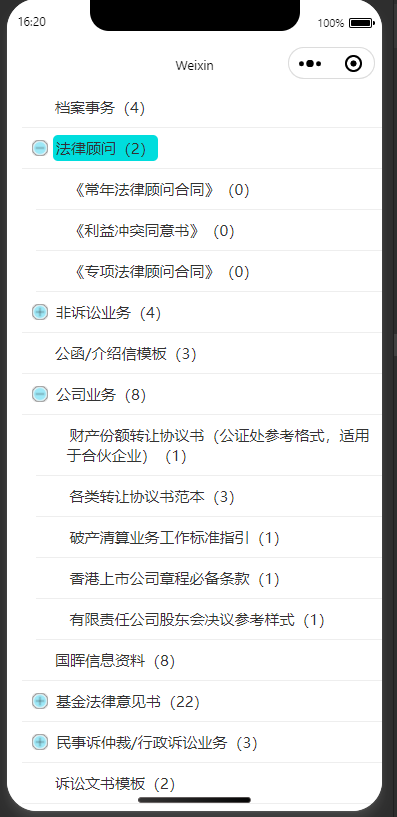 16:20
100%
Weixin
档案事务（4）
法律顾问（2）
《常年法律顾问合同》（0）
《利益冲突同意书》（0）
《专项法律顾问合同》（0）
非诉讼业务（4）
公函/介绍信模板（3）
公司业务（8）
财产份额转让协议书（公证处参考格式，适用
于合伙企业）（1）
各类转让协议书范本（3）
破产清算业务工作标准指引（1）
香港上市公司章程必备条款（1）
有限责任公司股东会决议参考样式（1）
国晖信息资料（8）
基金法律意见书（22）
民事诉仲裁/行政诉讼业务（3）
诉讼文书模板（2）